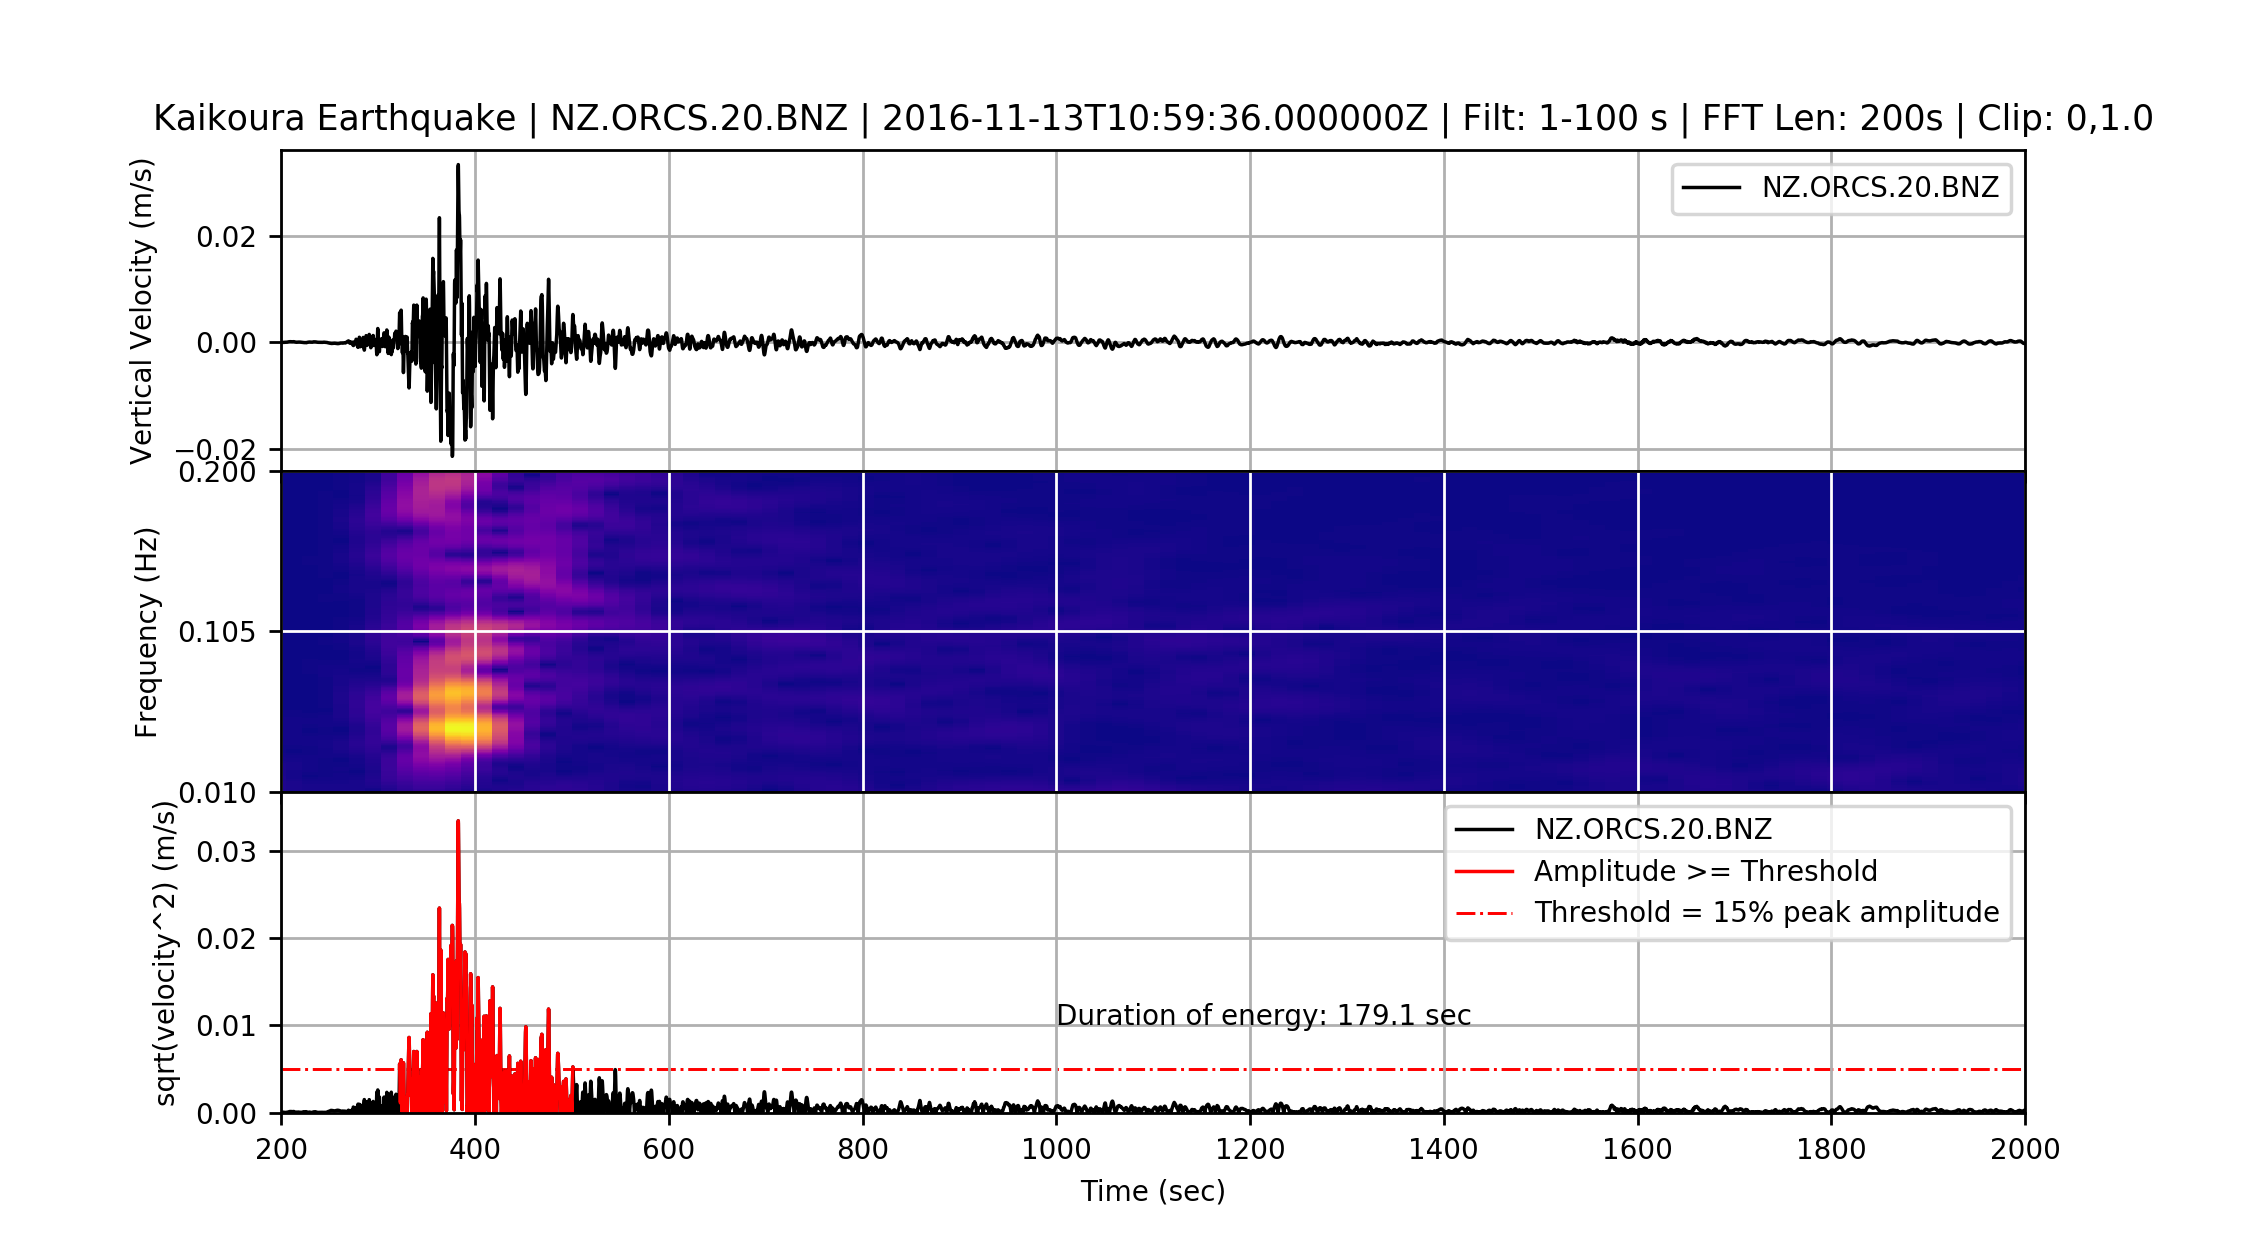 Kaikoura Earthquake | NZ.ORCS.20.BNZ | 2016-11-13T10:59:36.000000Z | Filt: 1-100 s | FFT Len: 200s | Clip: 0,1.0
Vertical Velocity (m/s)
0.02
0.00
−0.02
NZ.ORCS.20.BNZ
Frequency (Hz)
0.200
0.105
0.010
sqrt(velocity^2) (m/s)
0.03
0.02
0.01
0.00
NZ.ORCS.20.BNZ
Amplitude >= Threshold
Threshold = 15% peak amplitude
Duration of energy: 179.1 sec
200 400 600 800 1000 1200 1400 1600 1800 2000
Time (sec)